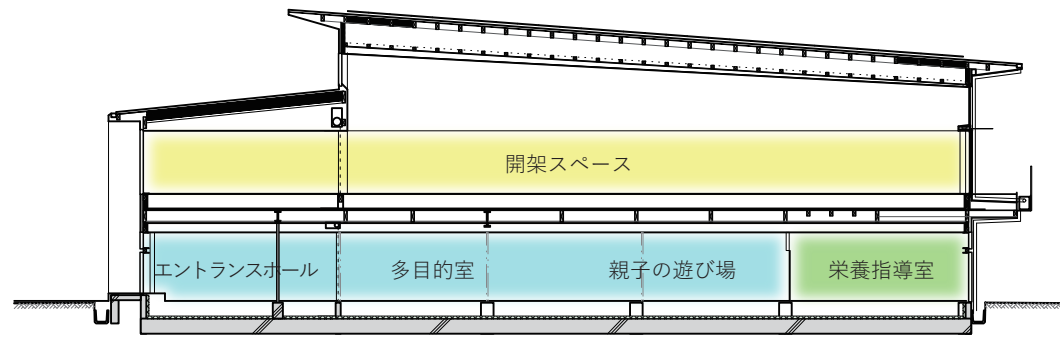 開架スペース
エントランスホール
多目的室
親子の遊び場
栄養指導室